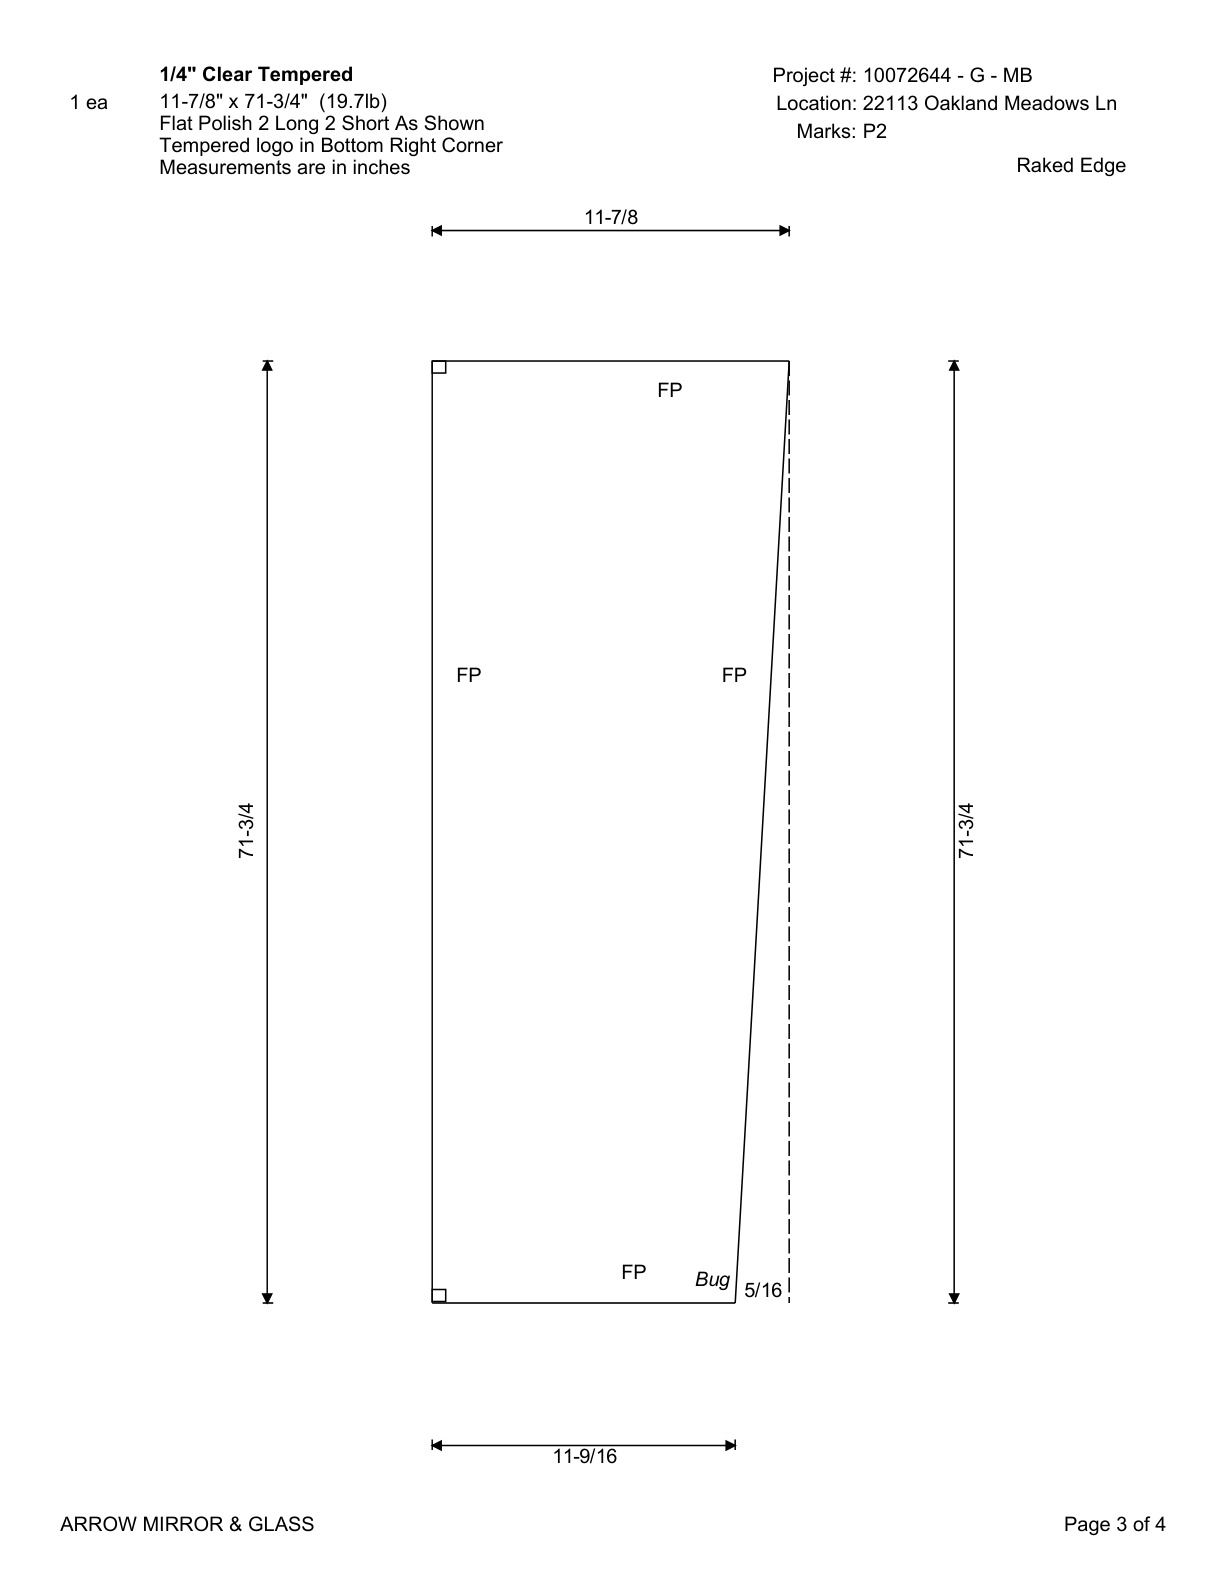 1/4" Clear Tempered
1 ea
11-7/8" x 71-3/4" (19.7lb)
Flat Polish 2 Long 2 Short As Shown
Tempered logo in Bottom Right Corner
Measurements are in inches
Project #: 10072644 - G - MB
Location: 22113 Oakland Meadows Ln
Marks: P2
Raked Edge
11-7/8
FP
FP
FP
71-3/4
71-3/4
FP
Bug
5/16
11-9/16
ARROW MIRROR & GLASS
Page 3 of 4